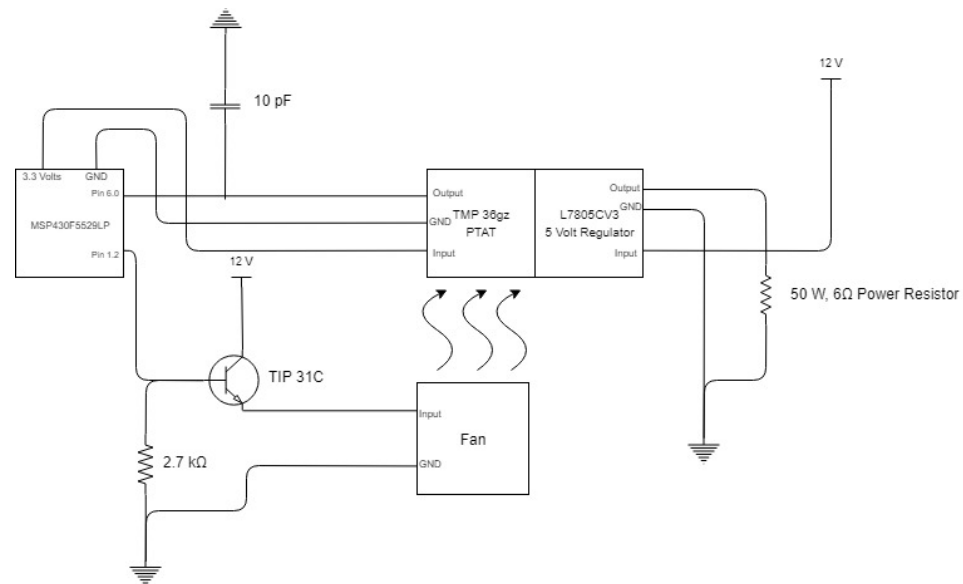 10 pF
12 V
3.3 Volts
GND
Pin 6.0
MSP430F5529LP
Pin 1.2
Output
GND
Input
TMP 36gz
PTAT
L7805CV3
5 Volt Regulator
Output
GND
Input
12 V
50 W, 6Ω Power Resistor
TIP 31C
Input
Fan
GND
2.7 kΩ